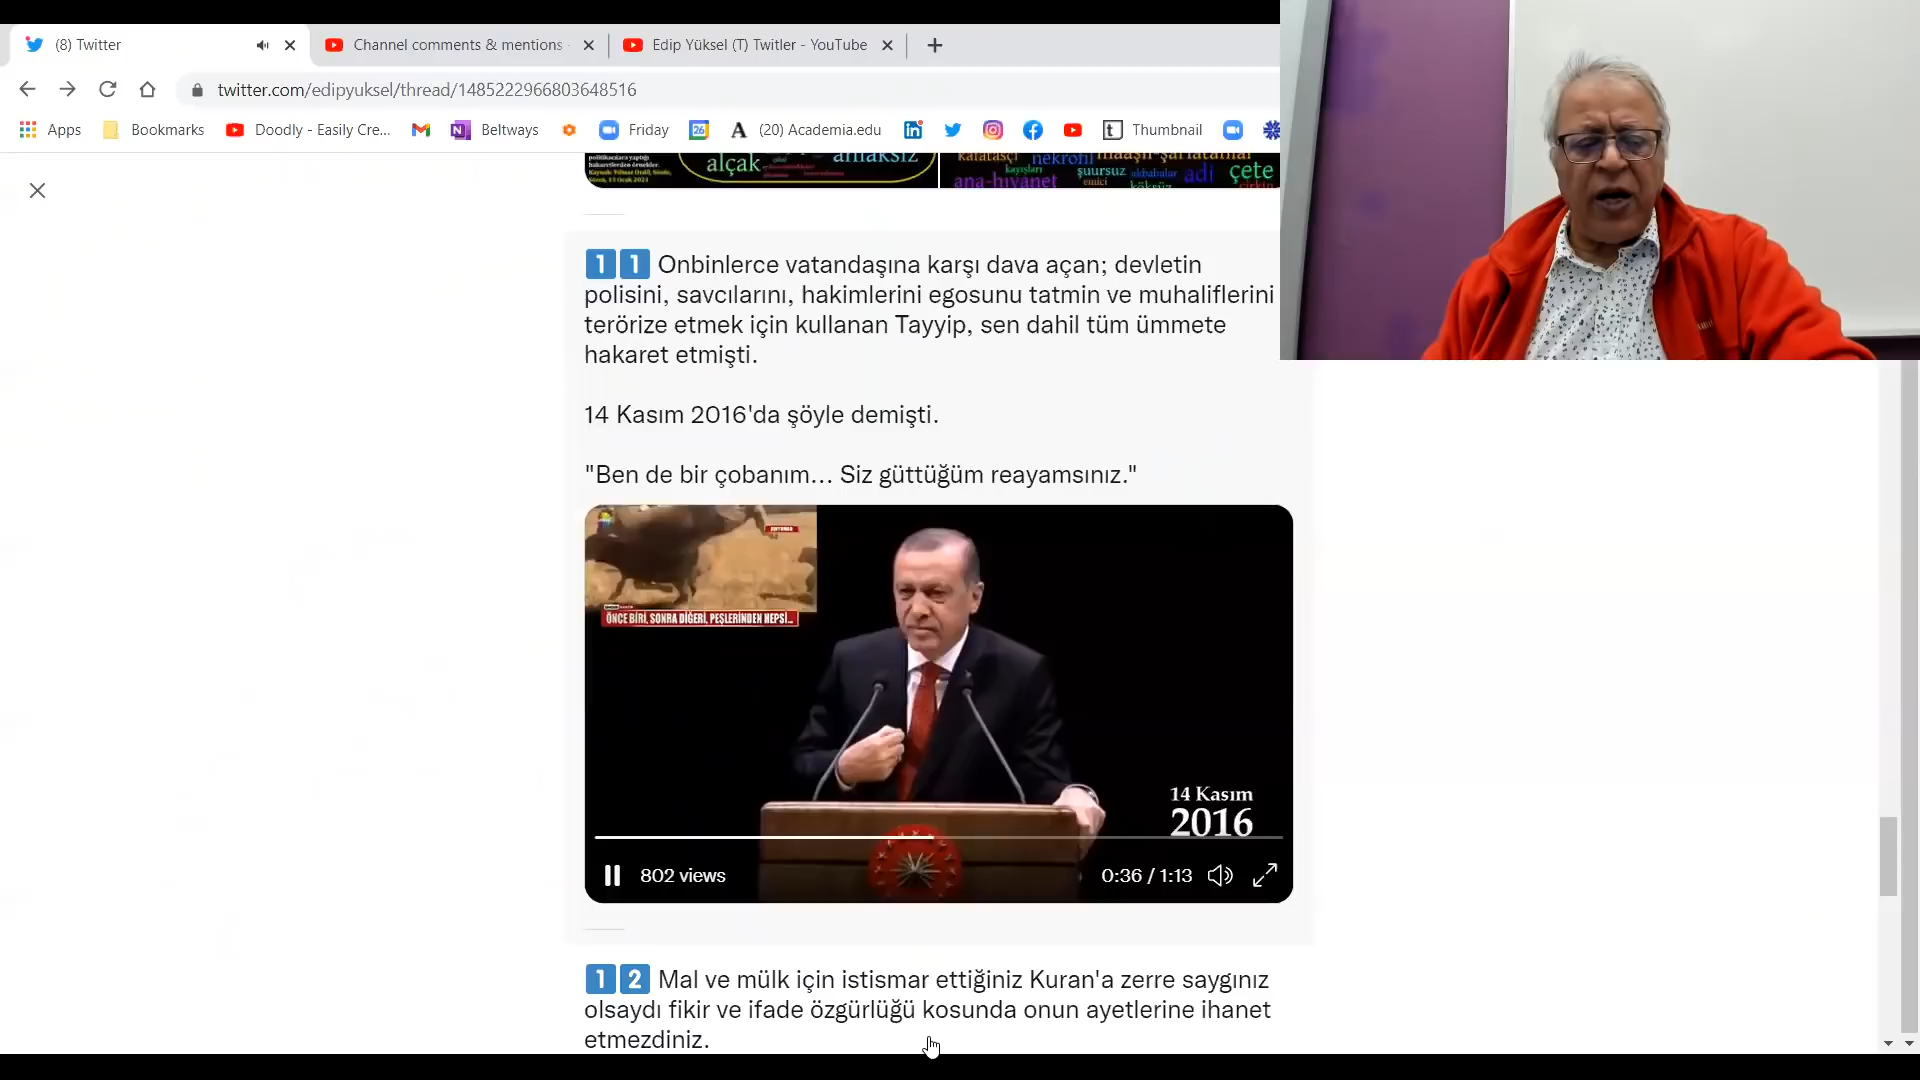 (8) Twitter
Channel comments & mentions
Edip Yüksel (T) Twitler - YouTube
twitter.com/edipyuksel/thread/1485222966803648516
Apps
Bookmarks
Doodly - Easily Cre...
Beltways
Friday
26
(20) Academia.edu
Thumbnail
alçak
amaksız
nekrofil
maaşlı-şarlatanlar
ana-hıyanet
şuursuz
adi
çete
1 1 Onbinlerce vatandaşına karşı dava açan; devletin
polisini, savcılarını, hakimlerini egosunu tatmin ve muhaliflerini
terörize etmek için kullanan Tayyip, sen dahil tüm ümmete
hakaret etmişti.
14 Kasım 2016'da şöyle demişti.
"Ben de bir çobanım... Siz güttüğüm reayamsınız."
ÖNCE BİRİ, SONRA DİĞERİ, PEŞLERİNDEN HEPSİ...
14 Kasım
2016
802 views
0:36 / 1:13
1 2 Mal ve mülk için istismar ettiğiniz Kuran'a zerre saygınız
olsaydı fikir ve ifade özgürlüğü kosunda onun ayetlerine ihanet
etmezdiniz.